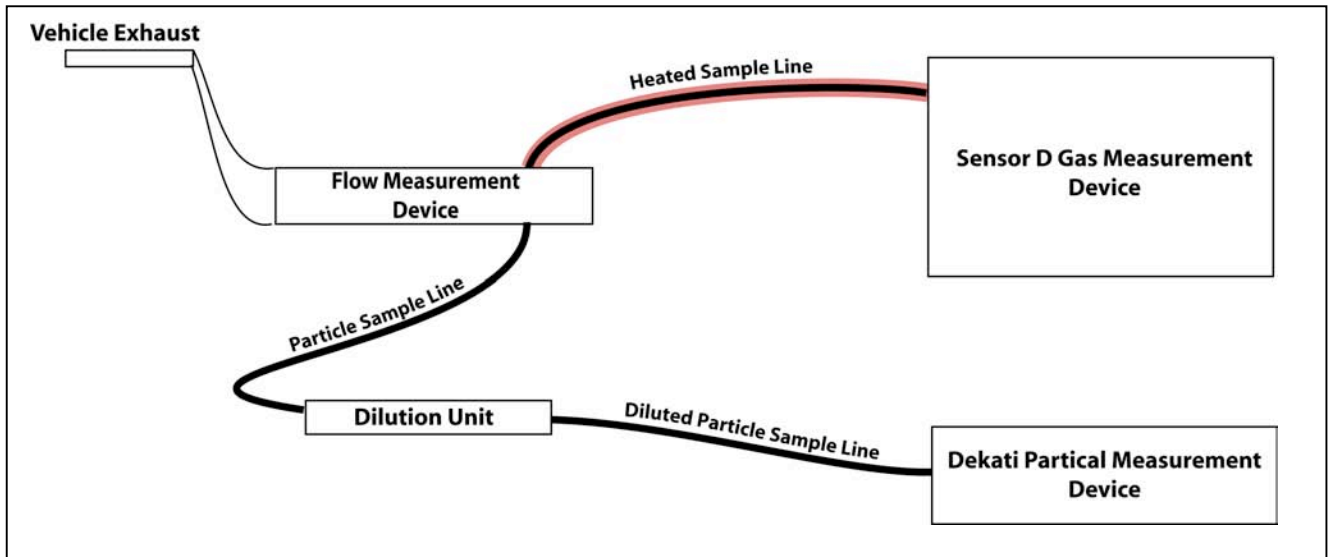 Vehicle Exhaust
Heated Sample Line
Sensor D Gas Measurement
Device
Flow Measurement
Device
Particle Sample Line
Dilution Unit
Diluted Particle Sample Line
Dekati Partical Measurement
Device